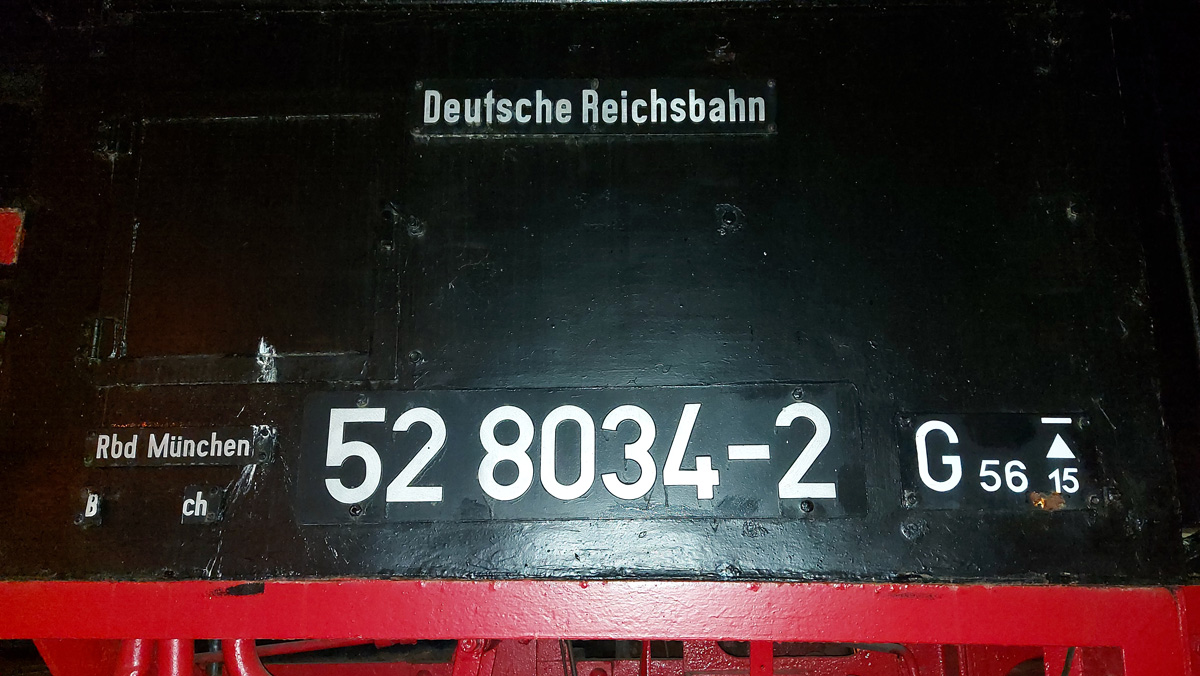 Deutsche Reichsbahn
Rbd München
B ch
52 8034-2
G 56 15